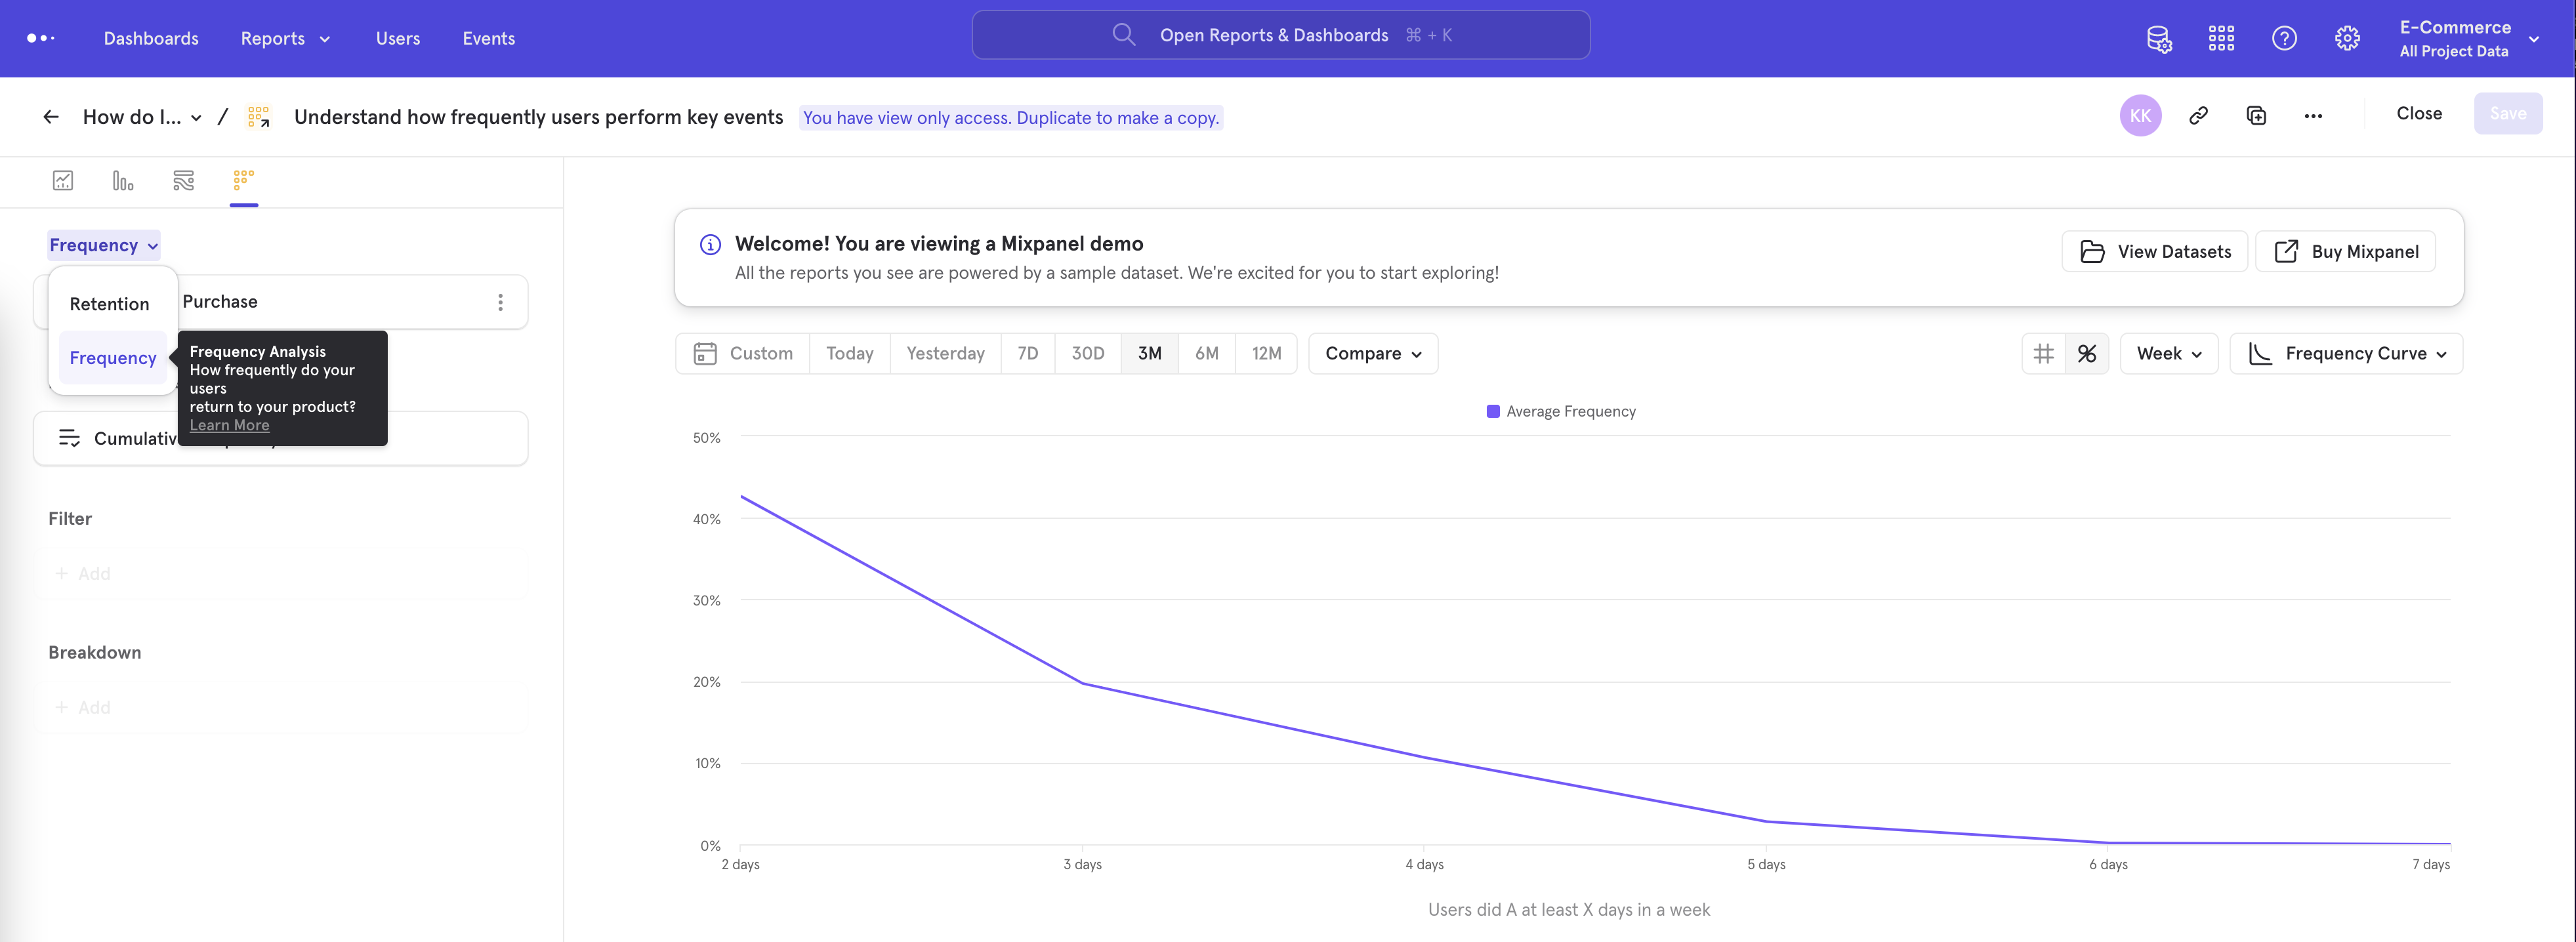 Dashboards Reports Users Events
Open Reports & Dashboards ⌘ + K
E-Commerce
All Project Data
How do I... / Understand how frequently users perform key events You have view only access. Duplicate to make a copy.
KK Close Save
Frequency
Retention
Frequency
Purchase
Frequency Analysis
How frequently do your
users
return to your product?
Learn More
Filter
+ Add
Breakdown
+ Add
Welcome! You are viewing a Mixpanel demo
All the reports you see are powered by a sample dataset. We're excited for you to start exploring!
View Datasets Buy Mixpanel
Custom Today Yesterday 7D 30D 3M 6M 12M Compare
# % Week Frequency Curve
Average Frequency
50%
40%
30%
20%
10%
0%
2 days 3 days 4 days 5 days 6 days 7 days
Users did A at least X days in a week